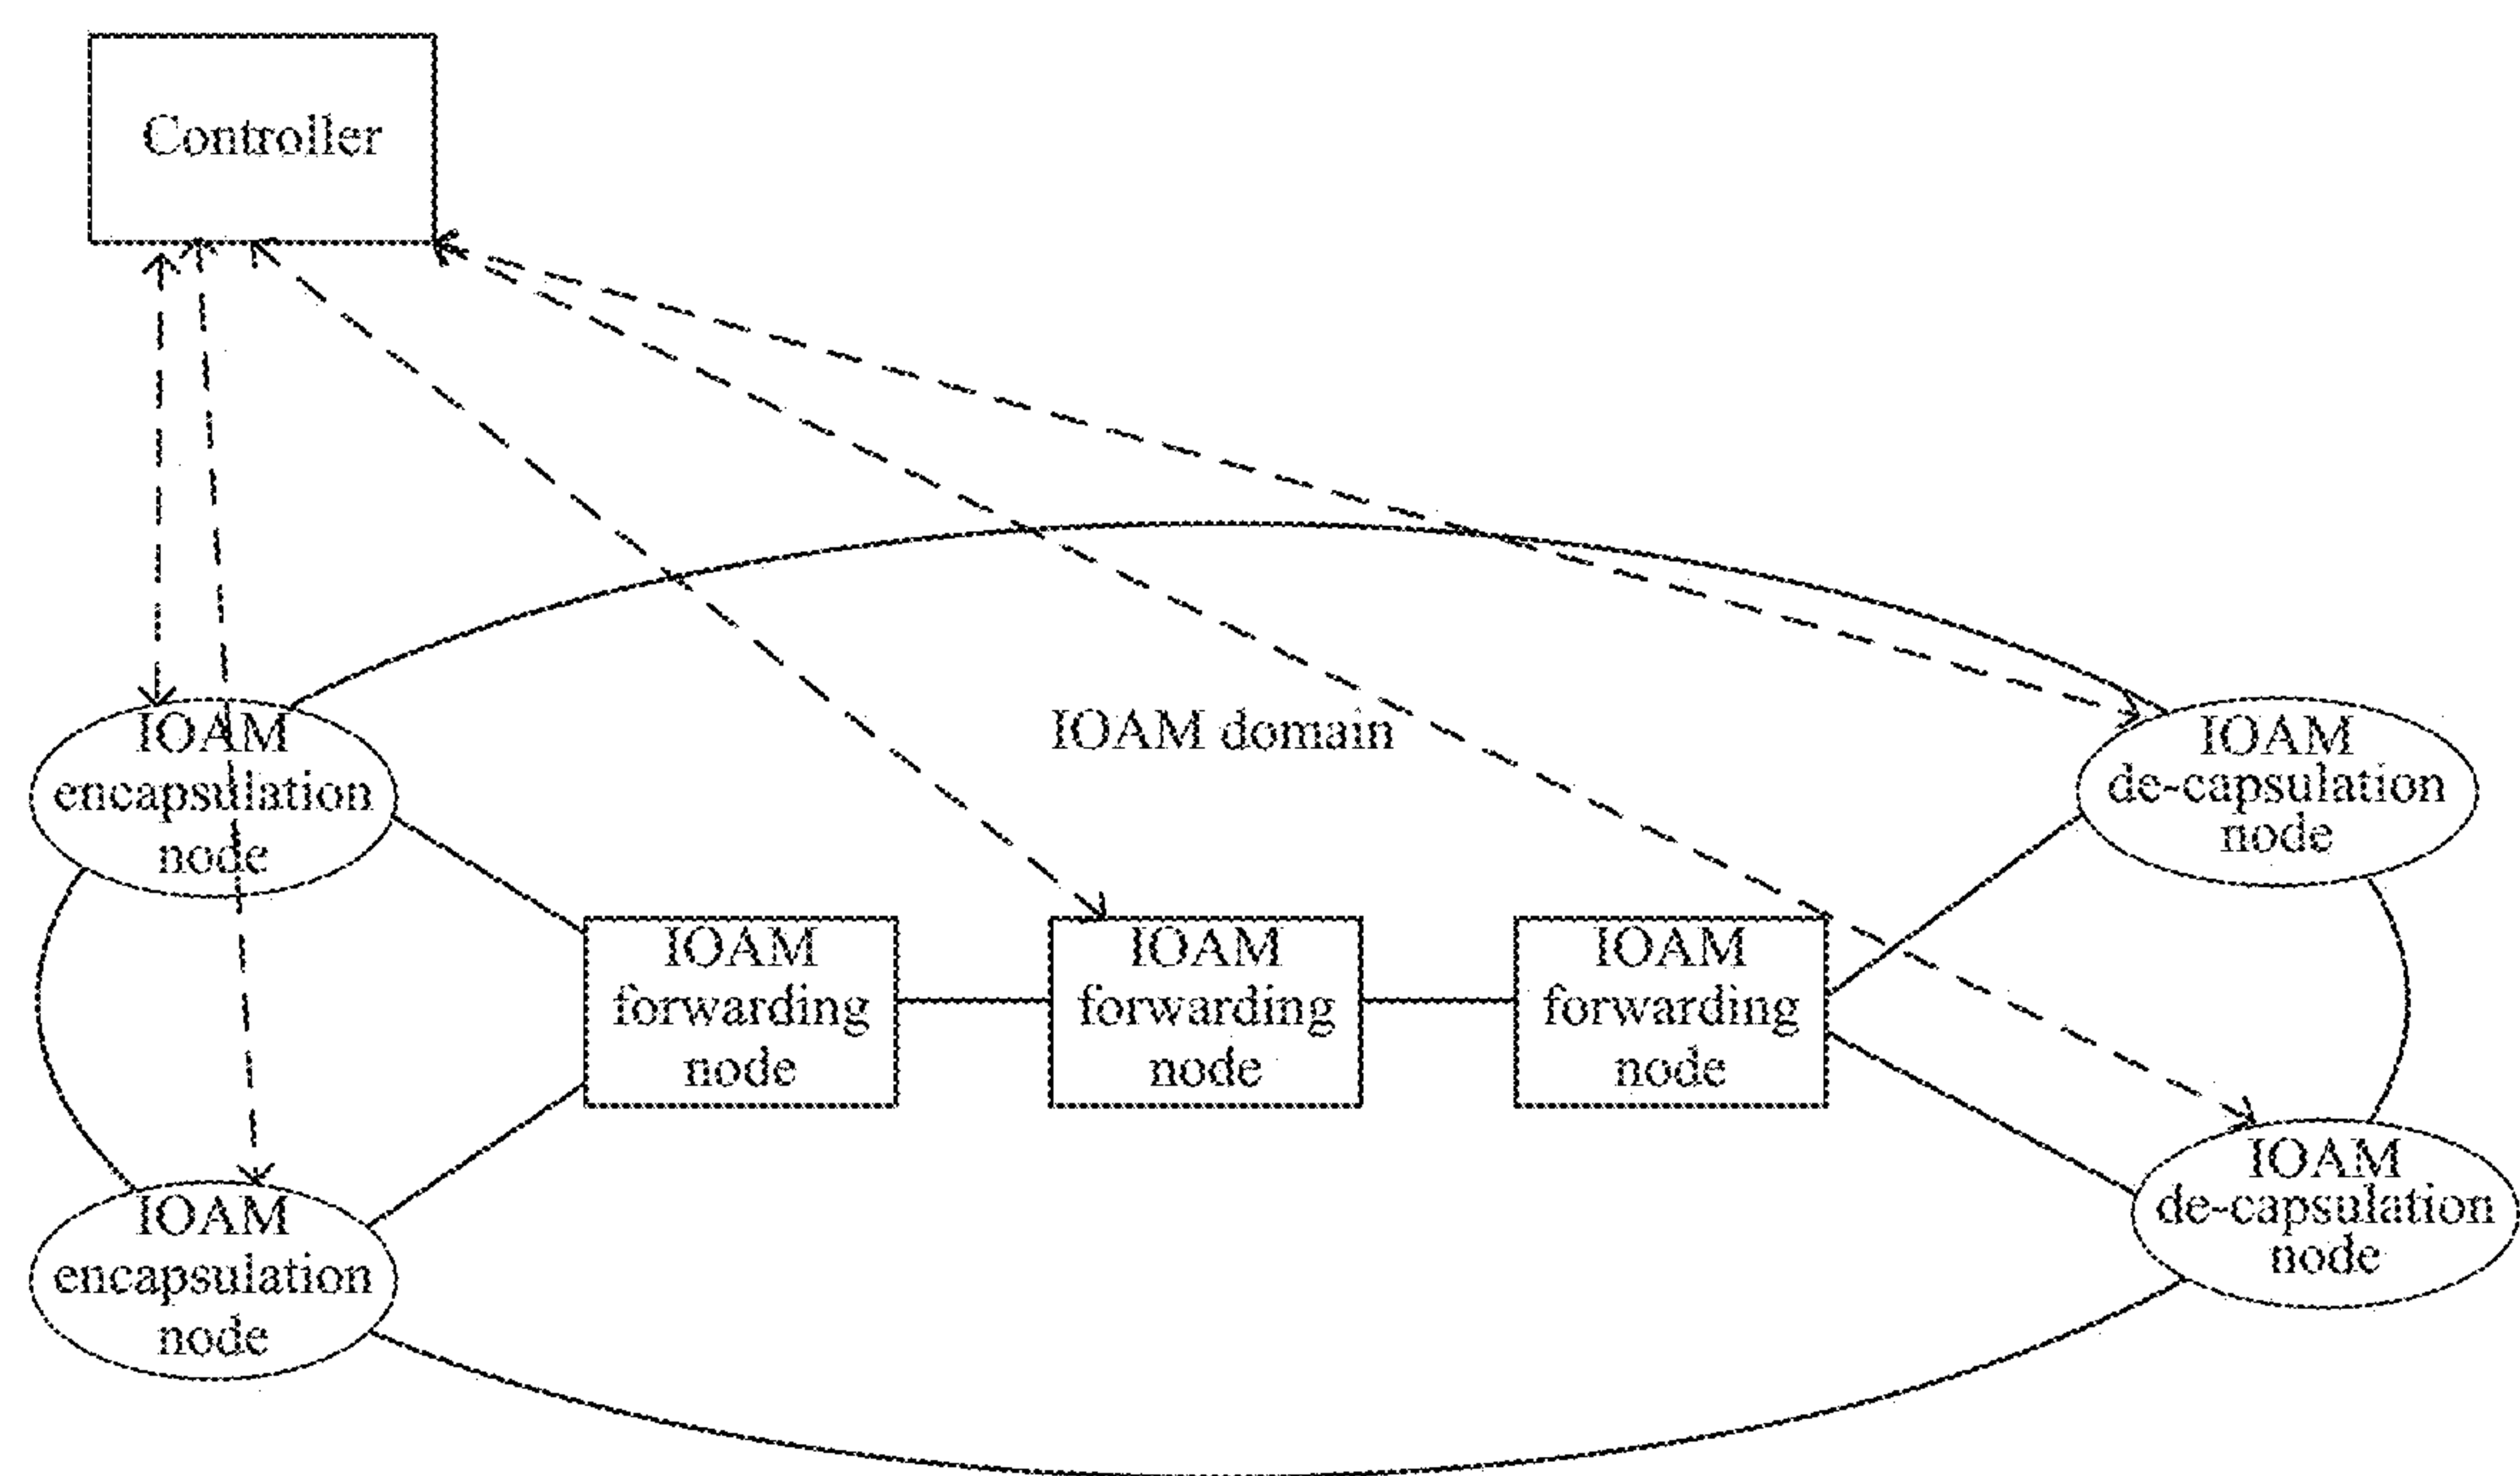 Controller
IOAM domain
IOAM
encapsulation
node
IOAM
de-capsulation
node
IOAM
forwarding
node
IOAM
forwarding
node
IOAM
forwarding
node
IOAM
encapsulation
node
IOAM
de-capsulation
node